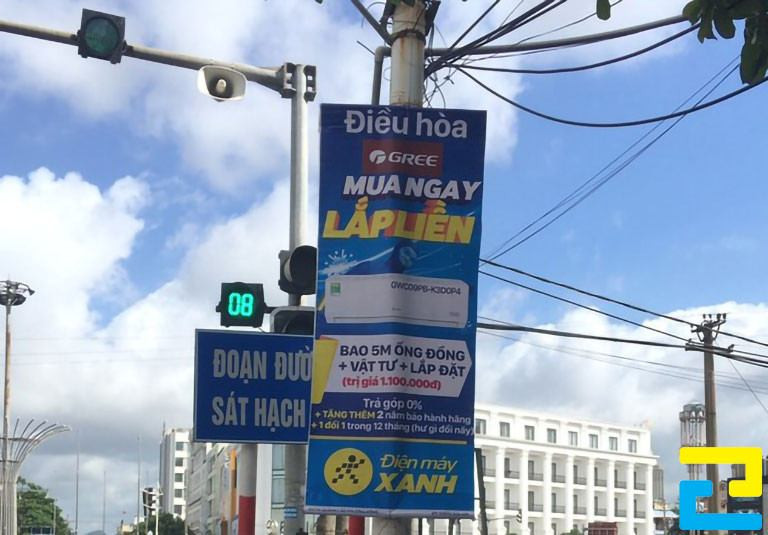 Điều hòa
GREE
MUA NGAY
LẮP LIỀN
GWC09PB-K3D0P4
BAO 5M ỐNG ĐỒNG
+ VẬT TƯ + LẮP ĐẶT
(trị giá 1.100.000đ)
Trả góp 0%
+ TẶNG THÊM 2 năm bảo hành hãng
+ 1 đổi 1 trong 12 tháng (hư gì đổi nấy)
Điện máy
XANH
08
ĐOẠN ĐƯỜ
SÁT HẠCH